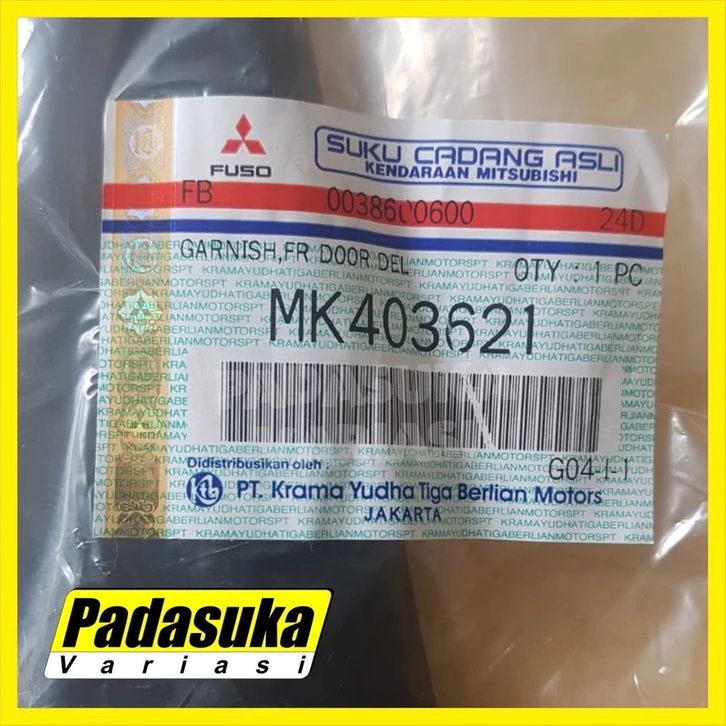 FUSO
SUKU CADANG ASLI
KENDARAAN MITSUBISHI
FB 0038600600 24D
GARNISH,FR DOOR DEL QTY : 1 PC
MK403621
G04-I-1
Didistribusikan oleh :
PT. Krama Yudha Tiga Berlian Motors
JAKARTA
Padasuka
Variasi